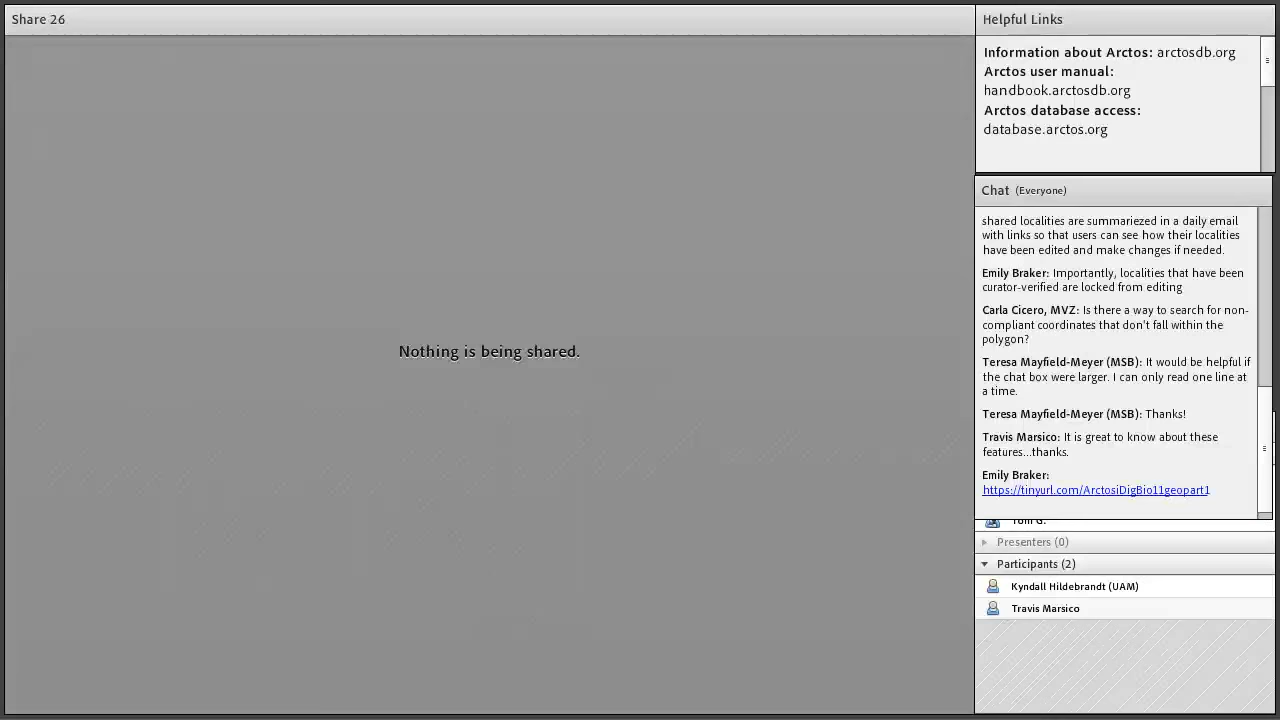 Share 26
Nothing is being shared.
Helpful Links
Information about Arctos: arctosdb.org
Arctos user manual:
handbook.arctosdb.org
Arctos database access:
database.arctos.org
Chat (Everyone)
shared localities are summariezed in a daily email
with links so that users can see how their localities
have been edited and make changes if needed.
Emily Braker: Importantly, localities that have been
curator-verified are locked from editing
Carla Cicero, MVZ: Is there a way to search for non-
compliant coordinates that don't fall within the
polygon?
Teresa Mayfield-Meyer (MSB): It would be helpful if
the chat box were larger. I can only read one line at
a time.
Teresa Mayfield-Meyer (MSB): Thanks!
Travis Marsico: It is great to know about these
features...thanks.
Emily Braker:
https://tinyurl.com/ArctosiDigBio11geopart1
Tom G.
Presenters (0)
Participants (2)
Kyndall Hildebrandt (UAM)
Travis Marsico